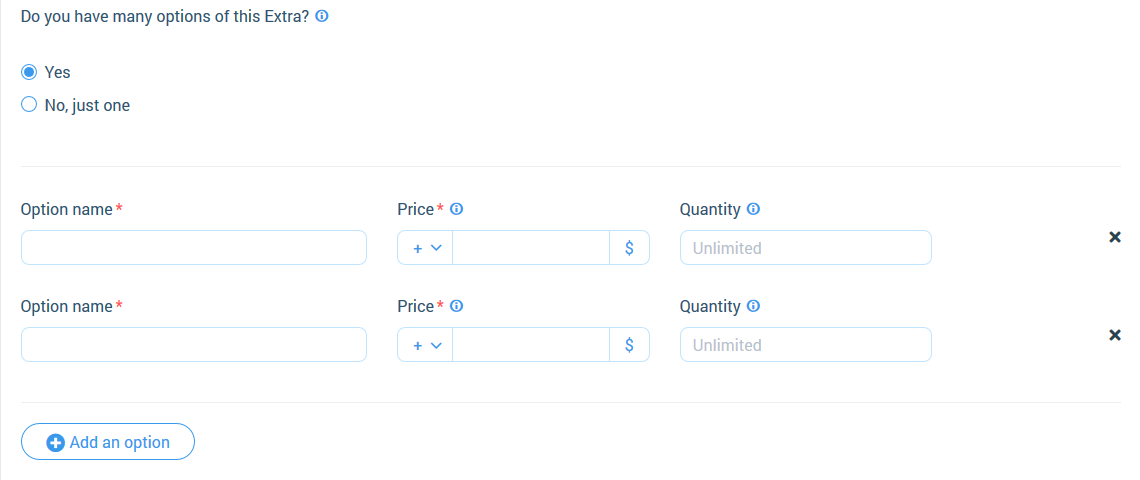 Do you have many options of this Extra?
Yes
No, just one
Option name* Price* Quantity
+ $ Unlimited
Option name* Price* Quantity
+ $ Unlimited
Add an option